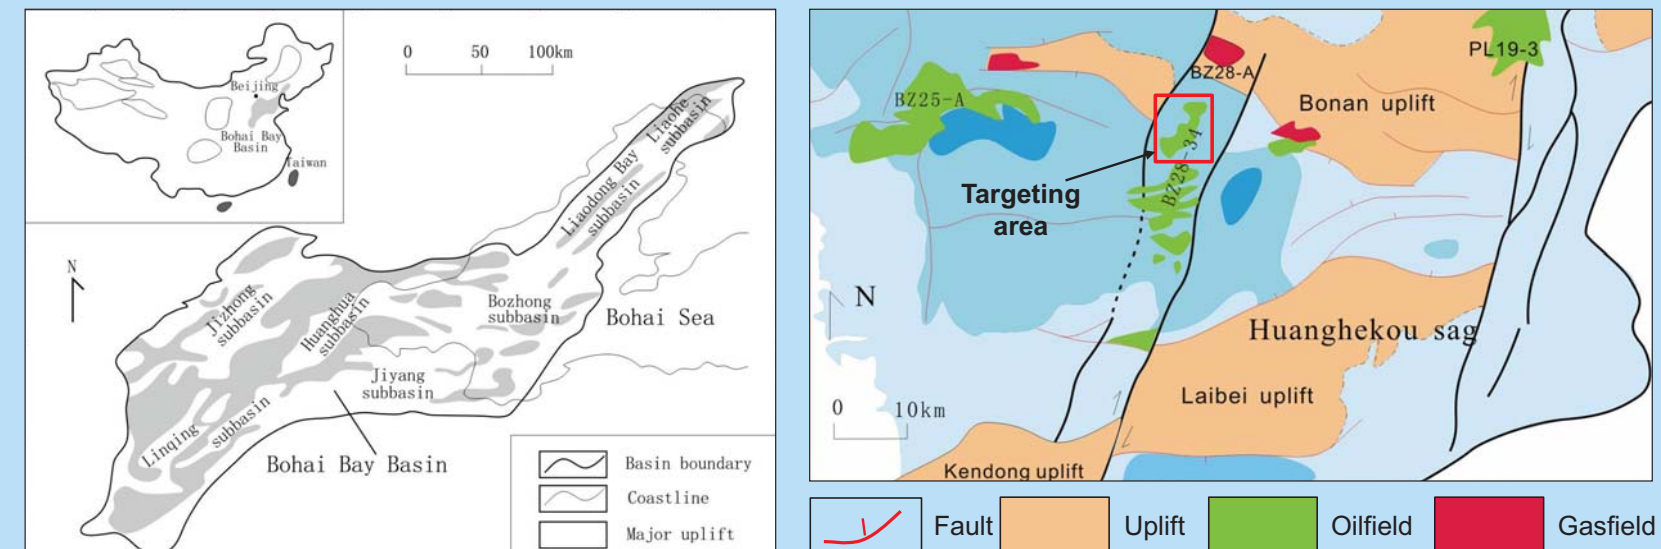 0 50 100km
Beijing
Bohai Bay
Basin
Taiwan
Liaohe
subbasin
Liaodong Bay
subbasin
N
Jizhong
subbasin
Huanghua
subbasin
Bozhong
subbasin
Bohai Sea
Jiyang
subbasin
Linqing
subbasin
Bohai Bay Basin
Basin boundary
Coastline
Major uplift
PL19-3
BZ28-A
BZ25-A
Bonan uplift
BZ28-34
Targeting
area
N
Huanghekou sag
0 10km
Laibei uplift
Kendong uplift
Fault
Uplift
Oilfield
Gasfield